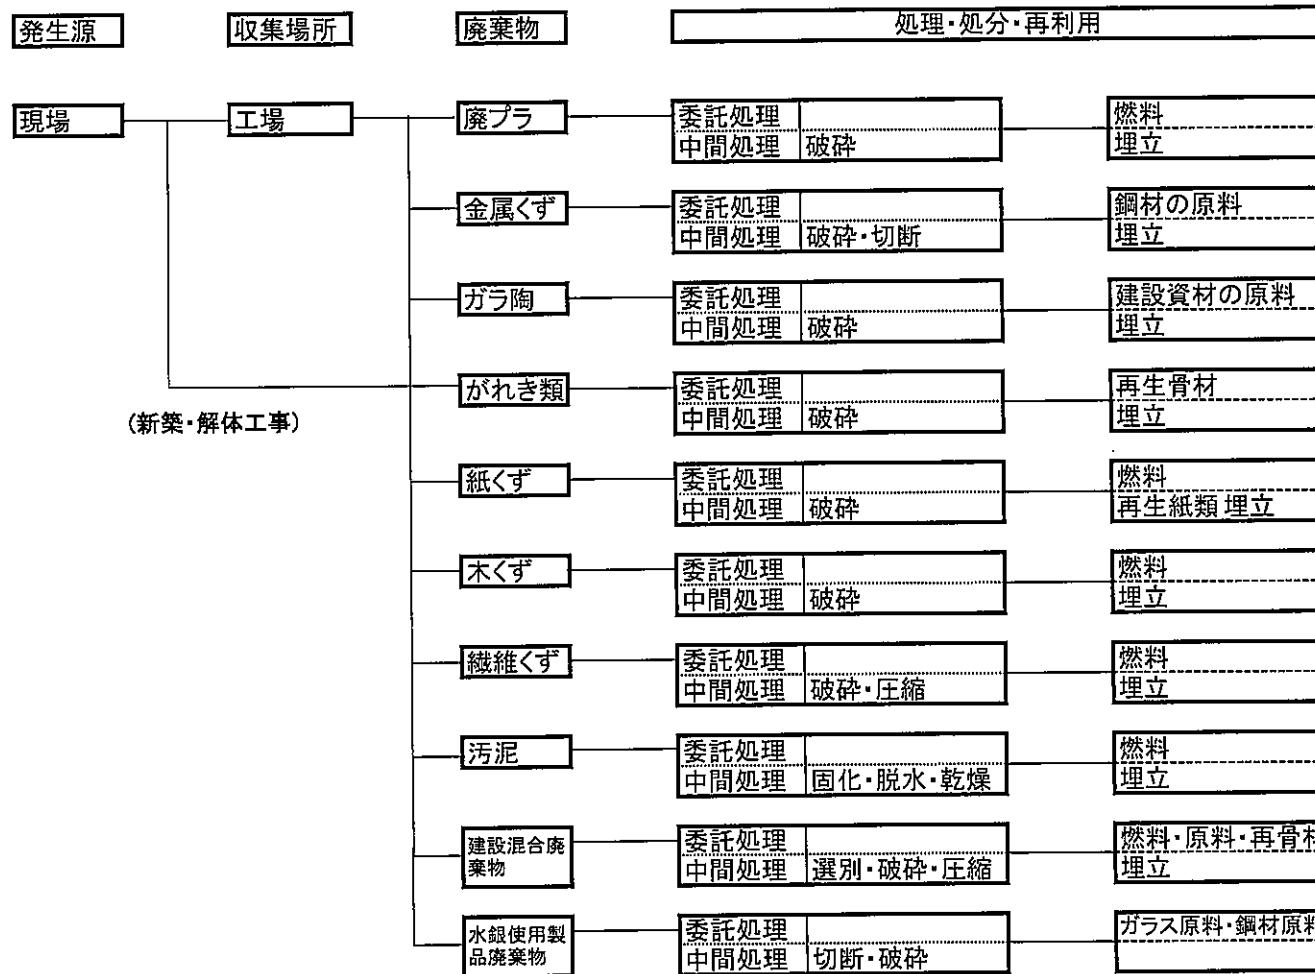 発生源 収集場所 廃棄物 処理・処分・再利用
現場 工場 廃プラ 委託処理 燃料
中間処理 破砕 埋立
金属くず 委託処理 鋼材の原料
中間処理 破砕・切断 埋立
ガラ陶 委託処理 建設資材の原料
中間処理 破砕 埋立
がれき類 委託処理 再生骨材
中間処理 破砕 埋立
(新築・解体工事)
紙くず 委託処理 燃料
中間処理 破砕 再生紙類 埋立
木くず 委託処理 燃料
中間処理 破砕 埋立
繊維くず 委託処理 燃料
中間処理 破砕・圧縮 埋立
汚泥 委託処理 燃料
中間処理 固化・脱水・乾燥 埋立
建設混合廃棄物 委託処理 燃料・原料・再骨材
中間処理 選別・破砕・圧縮 埋立
水銀使用製品廃棄物 委託処理 ガラス原料・鋼材原料
中間処理 切断・破砕